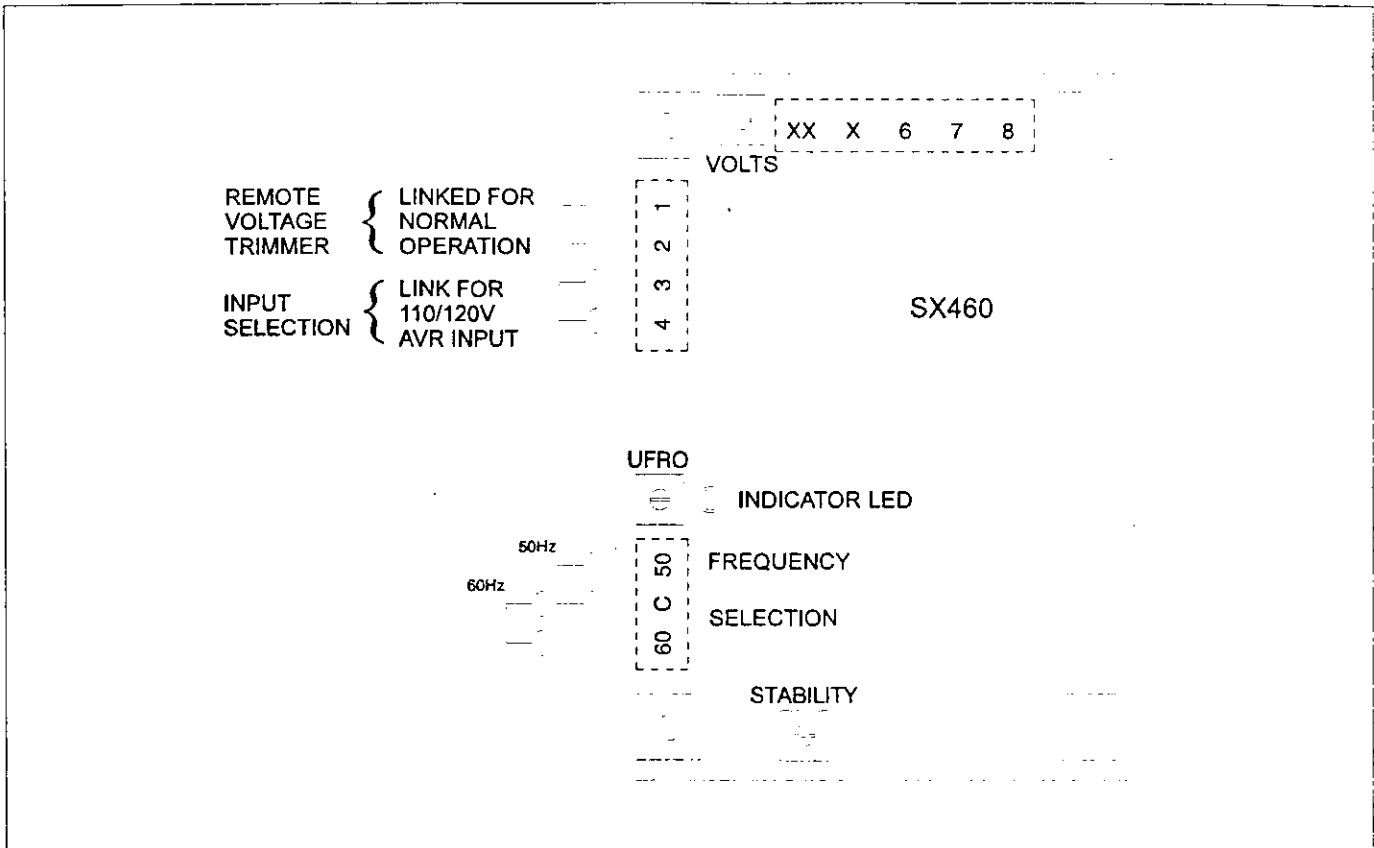 XX X 6 7 8
VOLTS
REMOTE
VOLTAGE
TRIMMER
LINKED FOR
NORMAL
OPERATION
INPUT
SELECTION
LINK FOR
110/120V
AVR INPUT
1
2
3
4
SX460
UFRO
INDICATOR LED
50Hz
60Hz
50
C
60
FREQUENCY
SELECTION
STABILITY